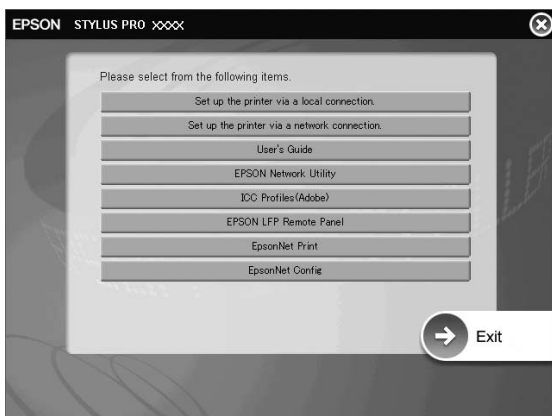 EPSON STYLUS PRO XXXX
Please select from the following items.
Set up the printer via a local connection.
Set up the printer via a network connection.
User's Guide
EPSON Network Utility
ICC Profiles(Adobe)
EPSON LFP Remote Panel
EpsonNet Print
EpsonNet Config
Exit